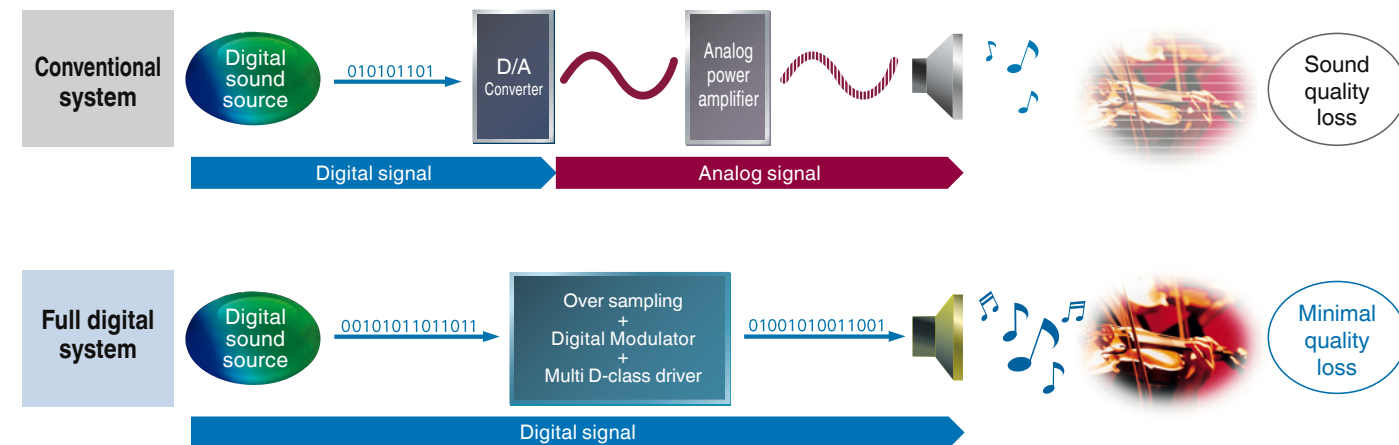 Conventional
system
Digital
sound
source
010101101
D/A
Converter
Analog
power
amplifier
Sound
quality
loss
Digital signal
Analog signal
Full digital
system
Digital
sound
source
00101011011011
Over sampling
+
Digital Modulator
+
Multi D-class driver
01001010011001
Minimal
quality
loss
Digital signal